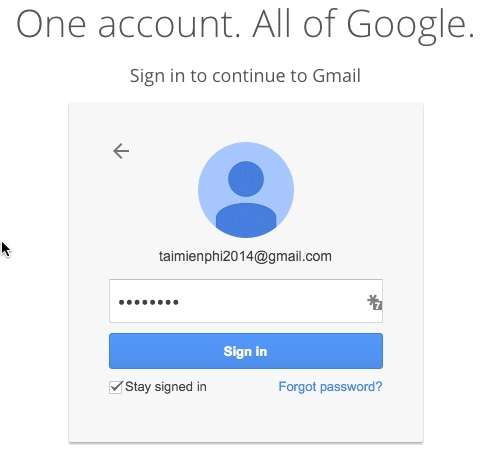 One account. All of Google.
Sign in to continue to Gmail
taimienphi2014@gmail.com
••••••••
7
Sign in
Stay signed in Forgot password?